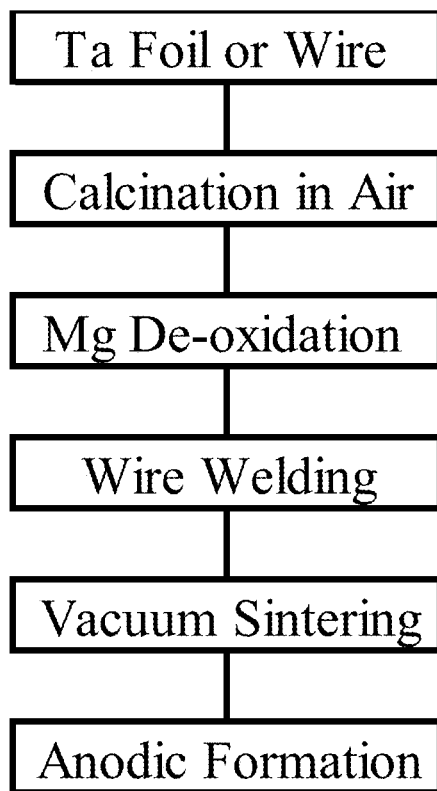 Ta Foil or Wire
Calcination in Air
Mg De-oxidation
Wire Welding
Vacuum Sintering
Anodic Formation